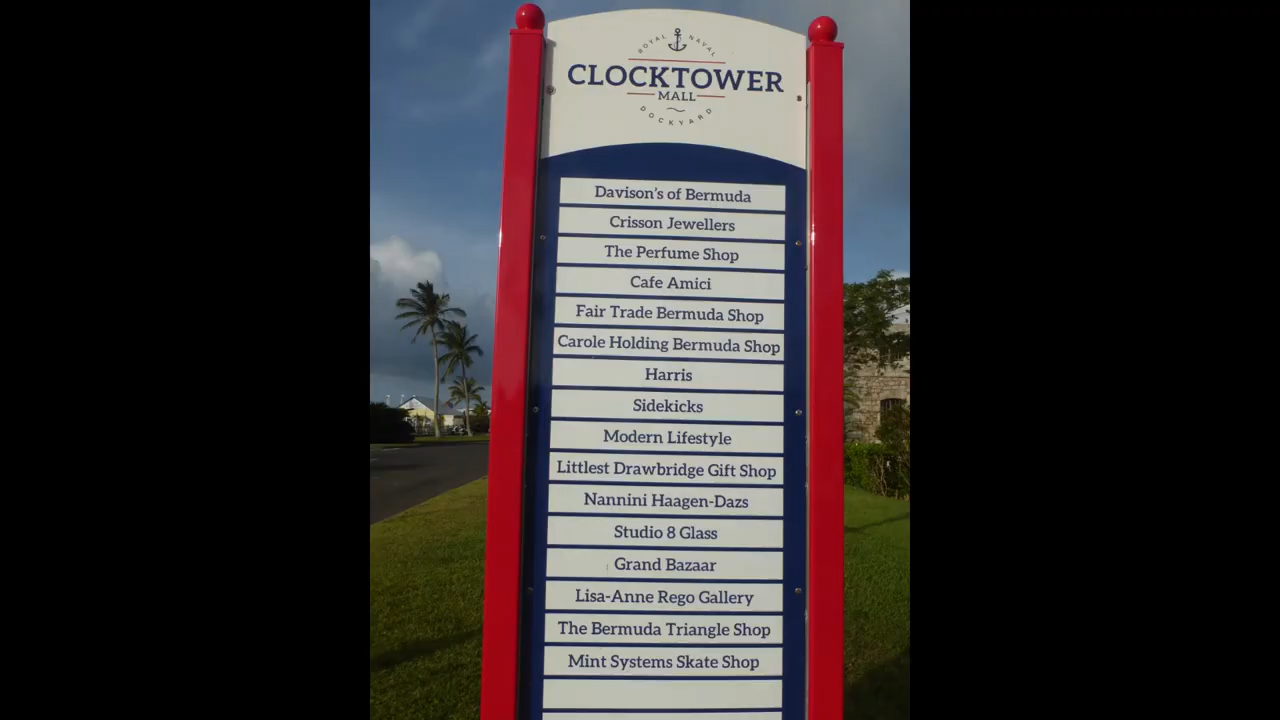 ROYAL NAVAL
CLOCKTOWER
MALL
DOCKYARD
Davison's of Bermuda
Crisson Jewellers
The Perfume Shop
Cafe Amici
Fair Trade Bermuda Shop
Carole Holding Bermuda Shop
Harris
Sidekicks
Modern Lifestyle
Littlest Drawbridge Gift Shop
Nannini Haagen-Dazs
Studio 8 Glass
Grand Bazaar
Lisa-Anne Rego Gallery
The Bermuda Triangle Shop
Mint Systems Skate Shop